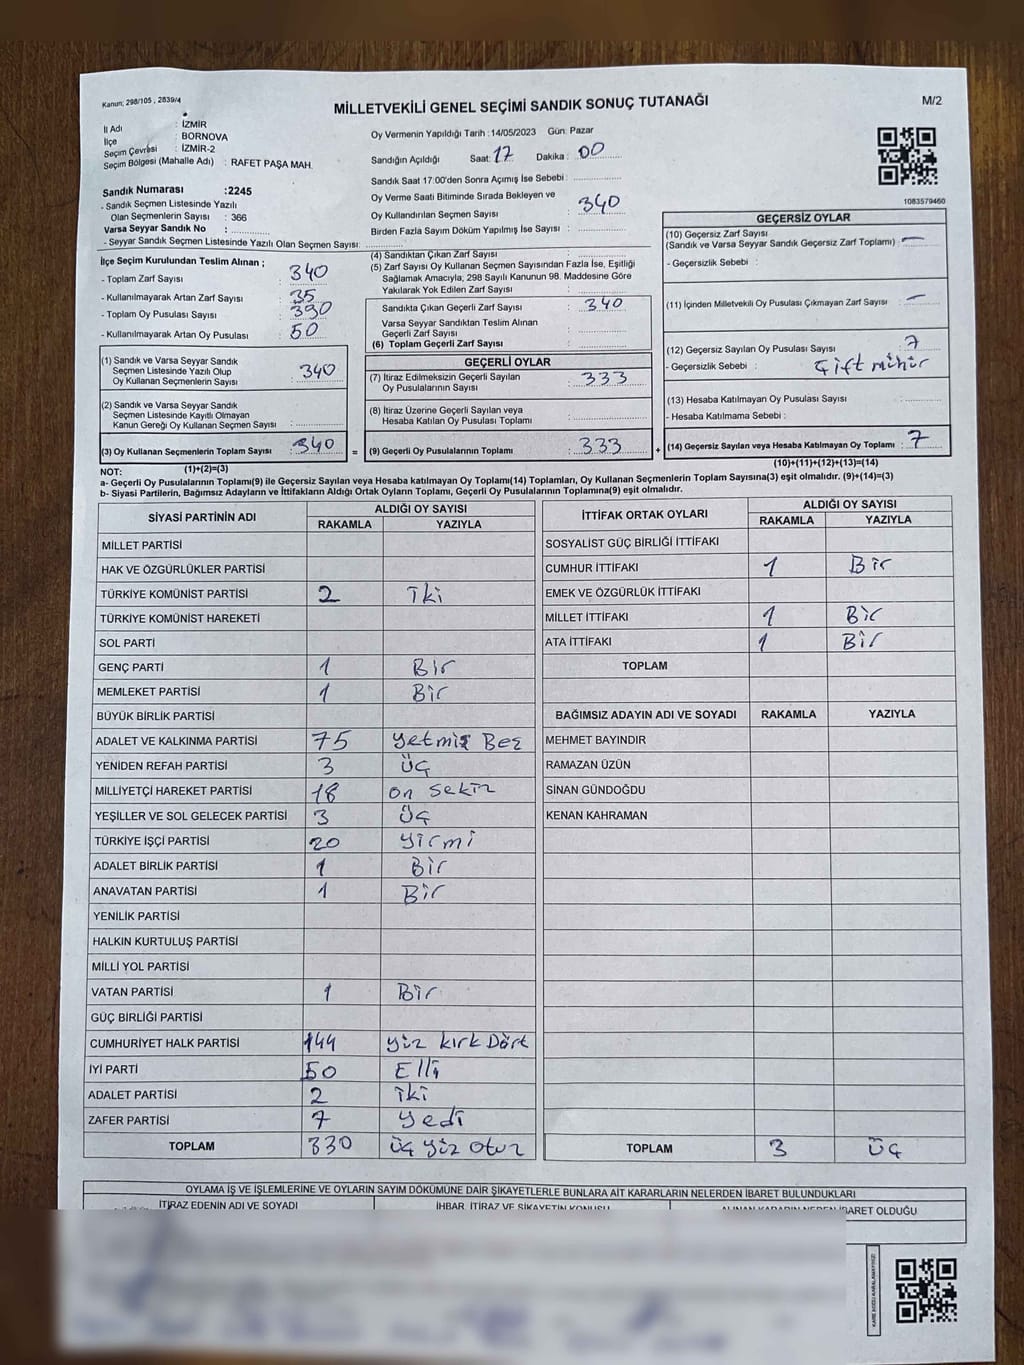 Kanun; 298/105 , 2839/4
MİLLETVEKİLİ GENEL SEÇİMİ SANDIK SONUÇ TUTANAĞI
M/2
İl Adı : İZMİR
İlçe : BORNOVA
Seçim Çevresi : İZMİR-2
Seçim Bölgesi (Mahalle Adı) : RAFET PAŞA MAH.
Sandık Numarası :2245
- Sandık Seçmen Listesinde Yazılı
Olan Seçmenlerin Sayısı : 366
Varsa Seyyar Sandık No :
- Seyyar Sandık Seçmen Listesinde Yazılı Olan Seçmen Sayısı:
Oy Vermenin Yapıldığı Tarih : 14/05/2023 Gün: Pazar
Sandığın Açıldığı Saat: 17 Dakika : 00
Sandık Saat 17:00'den Sonra Açımış İse Sebebi :
Oy Verme Saati Bitiminde Sırada Bekleyen ve
Oy Kullandırılan Seçmen Sayısı : 340
Birden Fazla Sayım Döküm Yapılmış İse Sayısı :
1083579460
İlçe Seçim Kurulundan Teslim Alınan ;
- Toplam Zarf Sayısı : 340
- Kullanılmayarak Artan Zarf Sayısı : 35
- Toplam Oy Pusulası Sayısı : 390
- Kullanılmayarak Artan Oy Pusulası : 50
(1) Sandık ve Varsa Seyyar Sandık
Seçmen Listesinde Yazılı Olup
Oy Kullanan Seçmenlerin Sayısı : 340
(2) Sandık ve Varsa Seyyar Sandık
Seçmen Listesinde Kayıtlı Olmayan
Kanun Gereği Oy Kullanan Seçmen Sayısı :
(3) Oy Kullanan Seçmenlerin Toplam Sayısı : 340
(4) Sandıktan Çıkan Zarf Sayısı :
(5) Zarf Sayısı Oy Kullanan Seçmen Sayısından Fazla İse, Eşitliği
Sağlamak Amacıyla, 298 Sayılı Kanunun 98. Maddesine Göre
Yakılarak Yok Edilen Zarf Sayısı :
Sandıkta Çıkan Geçerli Zarf Sayısı : 340
Varsa Seyyar Sandıktan Teslim Alınan
Geçerli Zarf Sayısı :
(6) Toplam Geçerli Zarf Sayısı :
GEÇERLİ OYLAR
(7) İtiraz Edilmeksizin Geçerli Sayılan
Oy Pusulalarının Sayısı : 333
(8) İtiraz Üzerine Geçerli Sayılan veya
Hesaba Katılan Oy Pusulası Toplamı :
= (9) Geçerli Oy Pusulalarının Toplamı : 333
GEÇERSİZ OYLAR
(10) Geçersiz Zarf Sayısı
(Sandık ve Varsa Seyyar Sandık Geçersiz Zarf Toplamı) : —
- Geçersizlik Sebebi :
(11) İçinden Milletvekili Oy Pusulası Çıkmayan Zarf Sayısı : —
(12) Geçersiz Sayılan Oy Pusulası Sayısı : 7
- Geçersizlik Sebebi : Çift mühür
(13) Hesaba Katılmayan Oy Pusulası Sayısı :
- Hesaba Katılmama Sebebi :
+ (14) Geçersiz Sayılan veya Hesaba Katılmayan Oy Toplamı : 7
NOT: (1)+(2)=(3)
(10)+(11)+(12)+(13)=(14)
a- Geçerli Oy Pusulalarının Toplamı(9) ile Geçersiz Sayılan veya Hesaba katılmayan Oy Toplamı(14) Toplamları, Oy Kullanan Seçmenlerin Toplam Sayısına(3) eşit olmalıdır. (9)+(14)=(3)
b- Siyasi Partilerin, Bağımsız Adayların ve İttifakların Aldığı Ortak Oyların Toplamı, Geçerli Oy Pusulalarının Toplamına(9) eşit olmalıdır.
SİYASİ PARTİNİN ADI ALDIĞI OY SAYISI
RAKAMLA YAZIYLA
MİLLET PARTİSİ
HAK VE ÖZGÜRLÜKLER PARTİSİ
TÜRKİYE KOMÜNİST PARTİSİ 2 iki
TÜRKİYE KOMÜNİST HAREKETİ
SOL PARTİ
GENÇ PARTİ 1 Bir
MEMLEKET PARTİSİ 1 Bir
BÜYÜK BİRLİK PARTİSİ
ADALET VE KALKINMA PARTİSİ 75 yetmiş Beş
YENİDEN REFAH PARTİSİ 3 üç
MİLLİYETÇİ HAREKET PARTİSİ 18 on sekiz
YEŞİLLER VE SOL GELECEK PARTİSİ 3 üç
TÜRKİYE İŞÇİ PARTİSİ 20 yirmi
ADALET BİRLİK PARTİSİ 1 Bir
ANAVATAN PARTİSİ 1 Bir
YENİLİK PARTİSİ
HALKIN KURTULUŞ PARTİSİ
MİLLİ YOL PARTİSİ
VATAN PARTİSİ 1 Bir
GÜÇ BİRLİĞİ PARTİSİ
CUMHURİYET HALK PARTİSİ 144 yüz kırk Dört
İYİ PARTİ 50 Elli
ADALET PARTİSİ 2 iki
ZAFER PARTİSİ 7 yedi
TOPLAM 330 üç yüz otuz
İTTİFAK ORTAK OYLARI ALDIĞI OY SAYISI
RAKAMLA YAZIYLA
SOSYALİST GÜÇ BİRLİĞİ İTTİFAKI
CUMHUR İTTİFAKI 1 Bir
EMEK VE ÖZGÜRLÜK İTTİFAKI
MİLLET İTTİFAKI 1 Bir
ATA İTTİFAKI 1 Bir
TOPLAM
BAĞIMSIZ ADAYIN ADI VE SOYADI RAKAMLA YAZIYLA
MEHMET BAYINDIR
RAMAZAN ÜZÜN
SİNAN GÜNDOĞDU
KENAN KAHRAMAN
TOPLAM 3 üç
OYLAMA İŞ VE İŞLEMLERİNE VE OYLARIN SAYIM DÖKÜMÜNE DAİR ŞİKAYETLERLE BUNLARA AİT KARARLARIN NELERDEN İBARET BULUNDUKLARI
İTİRAZ EDENİN ADI VE SOYADI İHBAR, İTİRAZ VE ŞİKAYETİN KONUSU ALINAN KARARIN NEDEN İBARET OLDUĞU